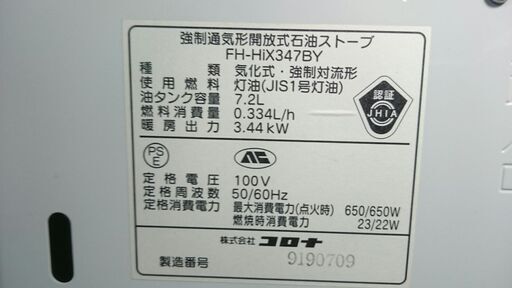 強制通気形開放式石油ストーブ
FH-HiX347BY
種類 気化式・強制対流形
使用燃料 灯油(JIS1号灯油)
油タンク容量 7.2L
燃料消費量 0.334L/h
暖房出力 3.44kW
認証
JHIA
PS
E
定格電圧 100V
定格周波数 50/60Hz
定格消費電力 最大消費電力(点火時) 650/650W
燃焼時消費電力 23/22W
株式会社 コロナ
製造番号 9190709